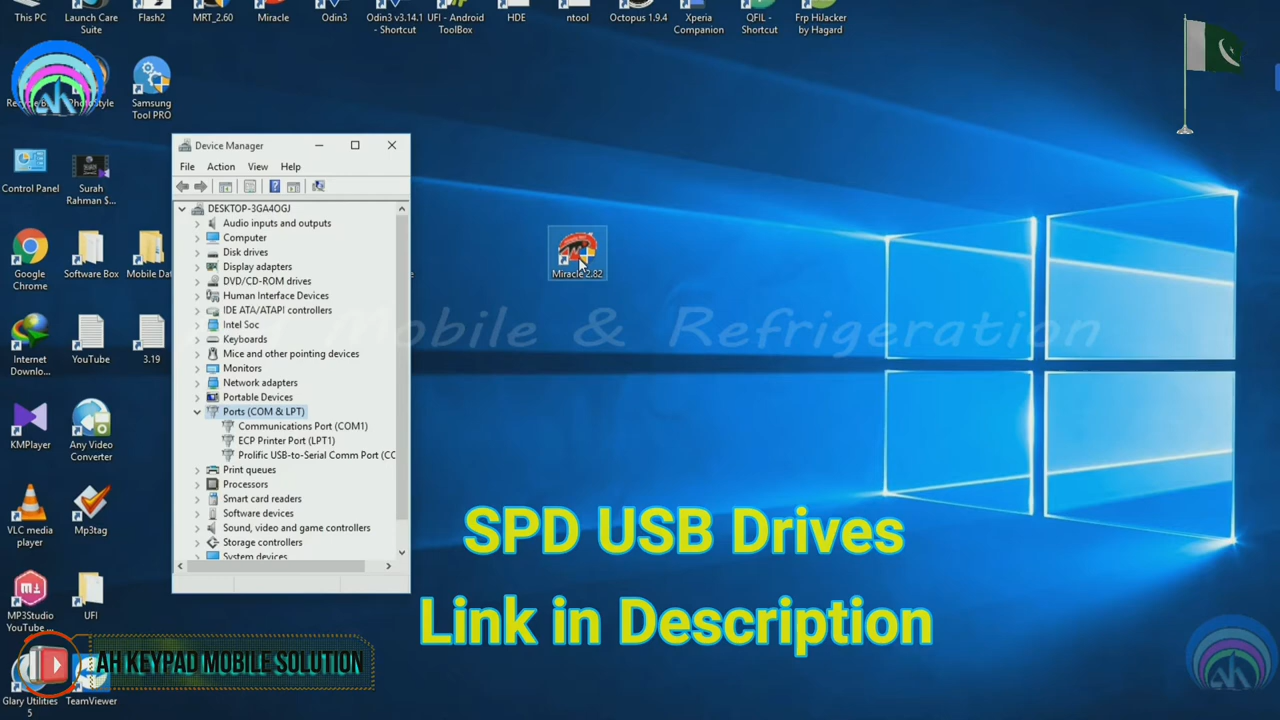 This PC
Launch Care
Suite
Flash2
MRT_2.60
Miracle
Odin3
Odin3 v3.14.1
- Shortcut
UFI - Android
ToolBox
HDE
ntool
Octopus 1.9.4
Xperia
Companion
QFIL -
Shortcut
Frp HiJacker
by Hagard
Samsung
Tool PRO
Control Panel
Surah
Rahman $...
Google
Chrome
Software Box
Internet
Downlo...
YouTube
3.19
KMPlayer
Any Video
Converter
VLC media
player
Mp3tag
MP3Studio
YouTube ...
UFI
Glary Utilities
5
TeamViewer
Device Manager
File Action View Help
DESKTOP-3GA4OGJ
Audio inputs and outputs
Computer
Disk drives
Display adapters
DVD/CD-ROM drives
Human Interface Devices
IDE ATA/ATAPI controllers
Intel Soc
Keyboards
Mice and other pointing devices
Monitors
Network adapters
Portable Devices
Ports (COM & LPT)
Communications Port (COM1)
ECP Printer Port (LPT1)
Prolific USB-to-Serial Comm Port (CC
Print queues
Processors
Smart card readers
Software devices
Sound, video and game controllers
Storage controllers
System devices
Miracle 2.82
Mobile & Refrigeration
SPD USB Drives
Link in Description
AH KEYPAD MOBILE SOLUTION